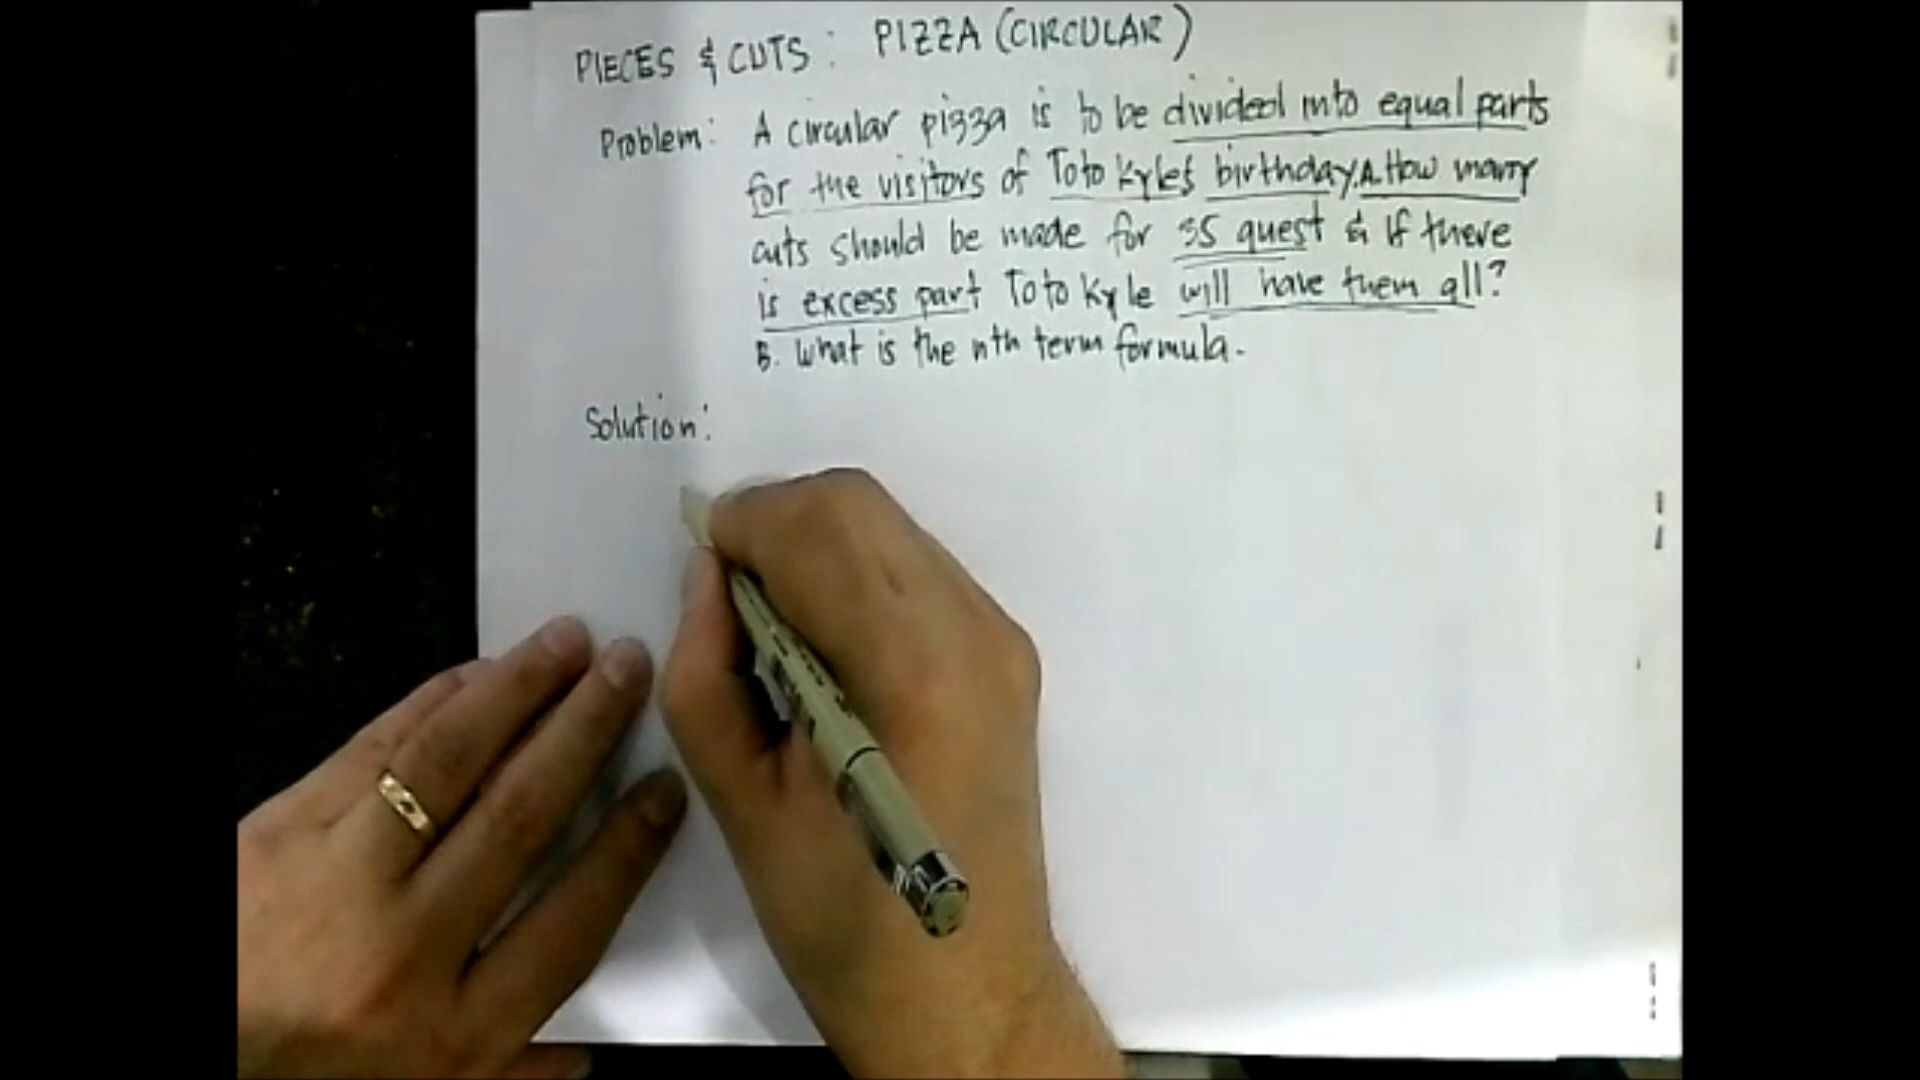 PIECES & CUTS: PIZZA (CIRCULAR)
Problem: A circular pizza is to be divided into equal parts
for the visitors of Toto Kyle's birthday. A. How many
cuts should be made for 35 guest & if there
is excess part Toto Kyle will have them all?
B. What is the nth term formula.
Solution: